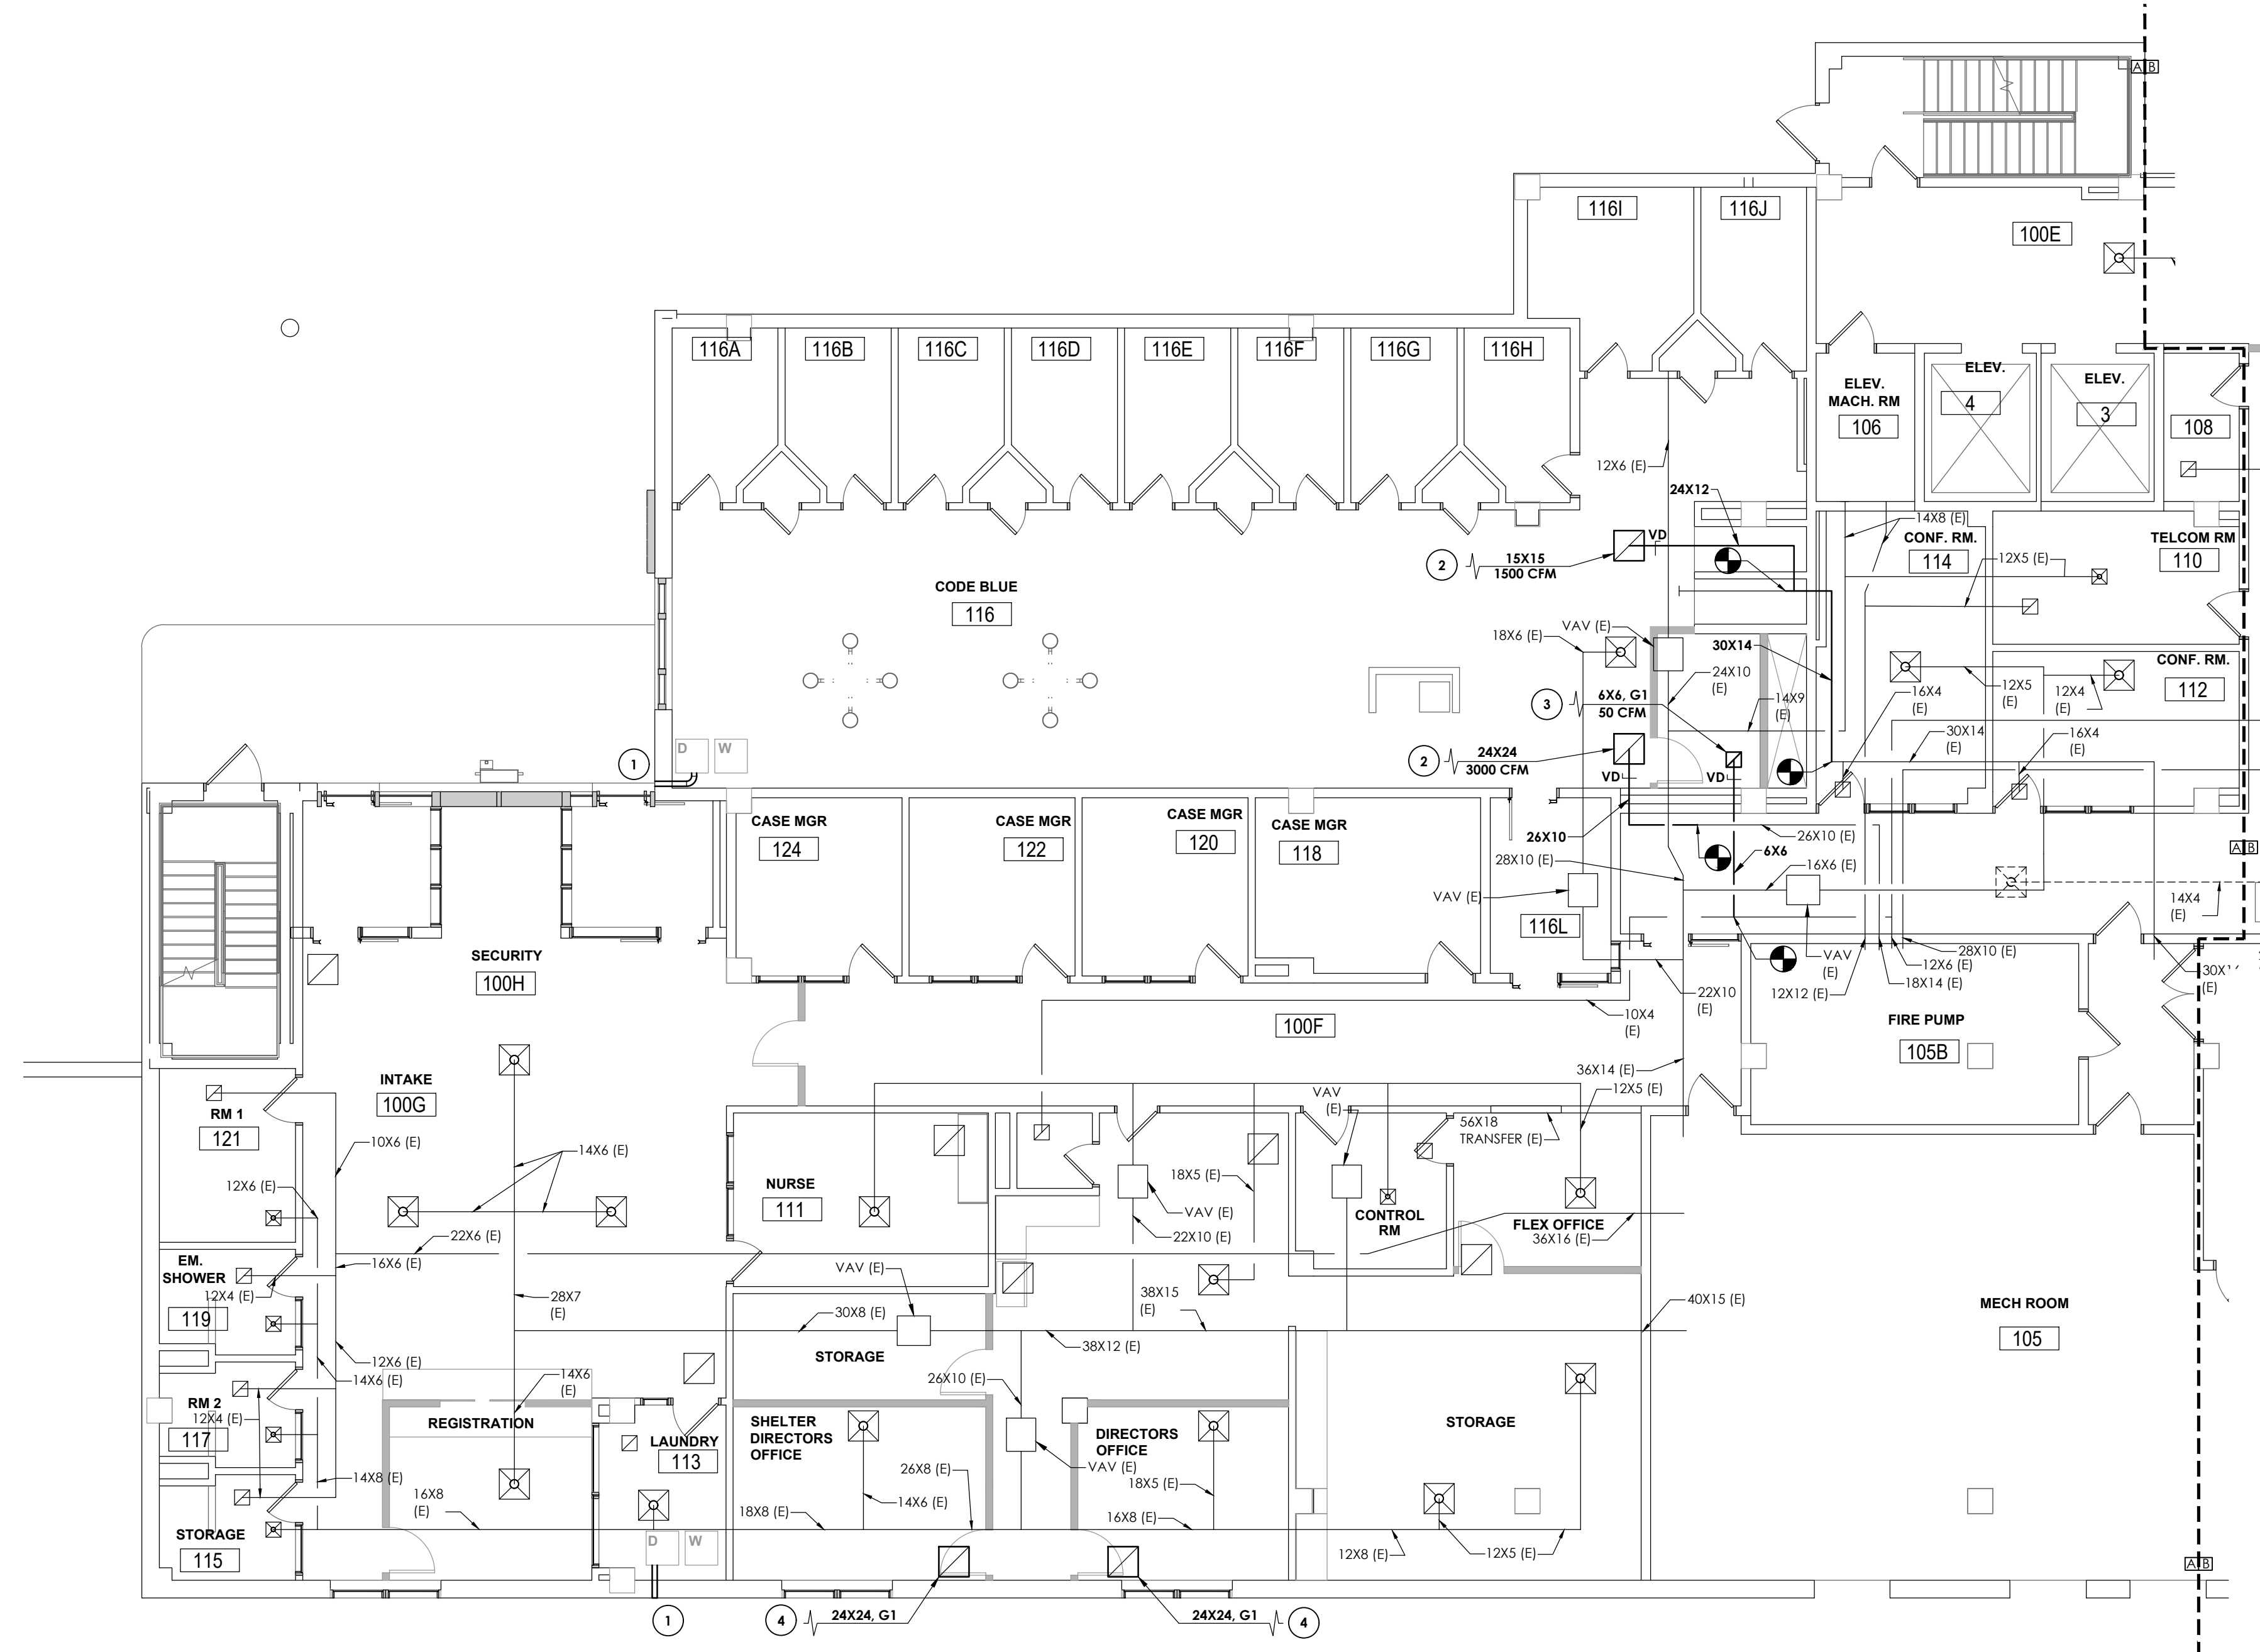 A B
116I
116J
100E
116A
116B
116C
116D
116E
116F
116G
116H
ELEV.
4
ELEV.
3
ELEV.
MACH. RM
106
108
12X6 (E)
24X12
14X8 (E)
CONF. RM.
114
TELCOM RM
110
12X5 (E)
VD
2
15X15
1500 CFM
CODE BLUE
116
VAV (E)
18X6 (E)
30X14
CONF. RM.
112
24X10
(E)
14X9
(E)
16X4
(E)
12X5
(E)
12X4
(E)
3
6X6, G1
50 CFM
30X14
(E)
16X4
(E)
D
W
1
2
24X24
3000 CFM
VD
VD
CASE MGR
124
CASE MGR
122
CASE MGR
120
CASE MGR
118
26X10
26X10 (E)
A B
28X10 (E)
6X6
16X6 (E)
VAV (E)
116L
14X4
(E)
SECURITY
100H
VAV
(E)
28X10 (E)
12X6 (E)
18X14 (E)
12X12 (E)
30X1
(E)
22X10
(E)
10X4
(E)
100F
FIRE PUMP
105B
36X14 (E)
INTAKE
100G
12X5 (E)
VAV
(E)
RM 1
121
56X18
TRANSFER (E)
10X6 (E)
14X6 (E)
12X6 (E)
NURSE
111
18X5 (E)
VAV (E)
CONTROL
RM
FLEX OFFICE
36X16 (E)
22X6 (E)
22X10 (E)
EM.
SHOWER
119
16X6 (E)
12X4 (E)
VAV (E)
28X7
(E)
38X15
(E)
40X15 (E)
MECH ROOM
105
30X8 (E)
38X12 (E)
STORAGE
12X6 (E)
14X6 (E)
14X6
(E)
26X10 (E)
RM 2
12X4 (E)
117
REGISTRATION
SHELTER
DIRECTORS
OFFICE
DIRECTORS
OFFICE
STORAGE
LAUNDRY
113
14X8 (E)
26X8 (E)
VAV (E)
18X5 (E)
16X8
(E)
14X6 (E)
18X8 (E)
16X8 (E)
STORAGE
115
D
W
12X8 (E)
12X5 (E)
A B
1
4
24X24, G1
24X24, G1
4